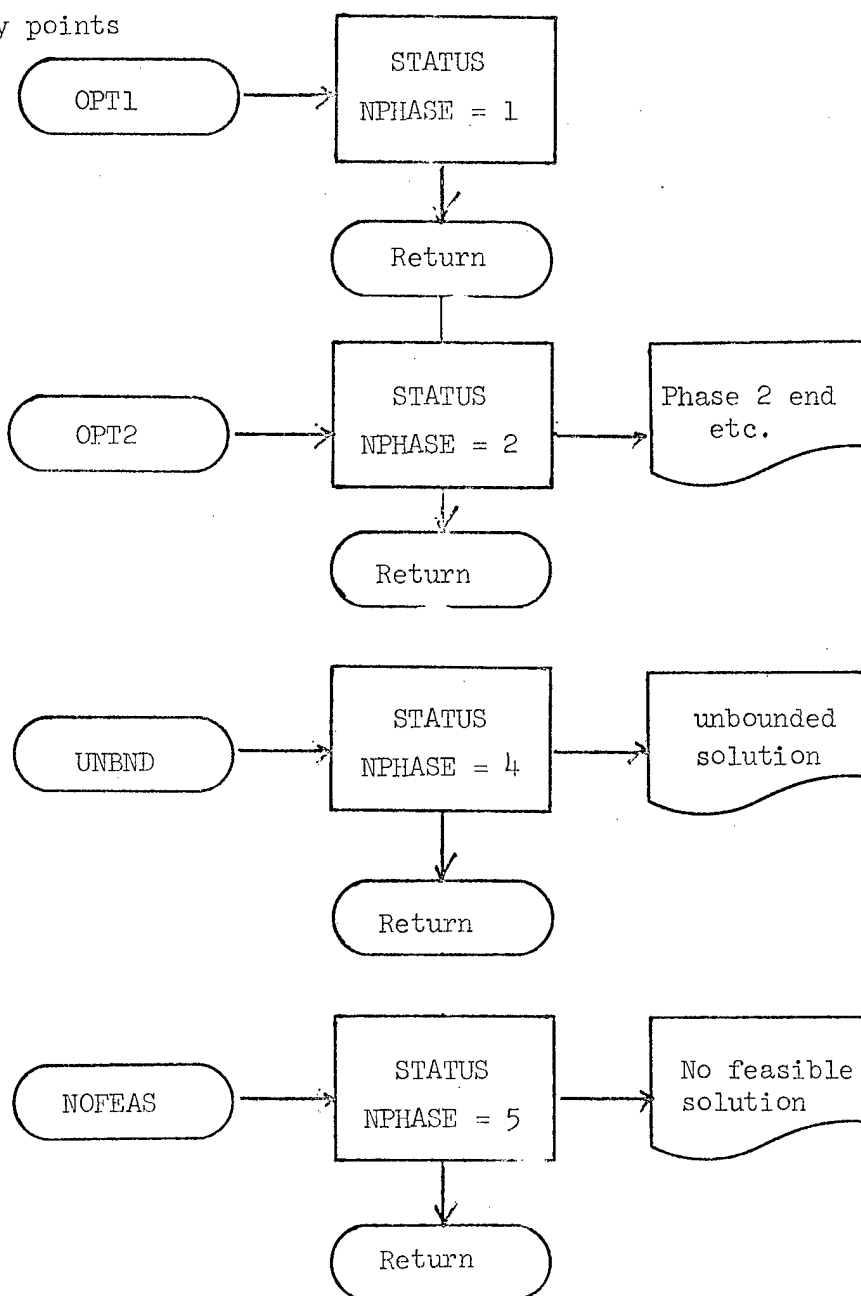 y points
OPT1
STATUS
NPHASE = 1
Return
OPT2
STATUS
NPHASE = 2
Phase 2 end
etc.
Return
UNBND
STATUS
NPHASE = 4
unbounded
solution
Return
NOFEAS
STATUS
NPHASE = 5
No feasible
solution
Return